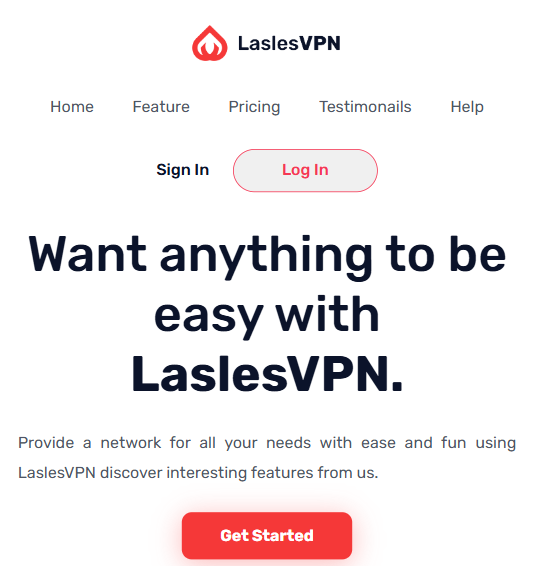 LaslesVPN
Home Feature Pricing Testimonails Help
Sign In Log In
Want anything to be
easy with
LaslesVPN.
Provide a network for all your needs with ease and fun using
LaslesVPN discover interesting features from us.
Get Started